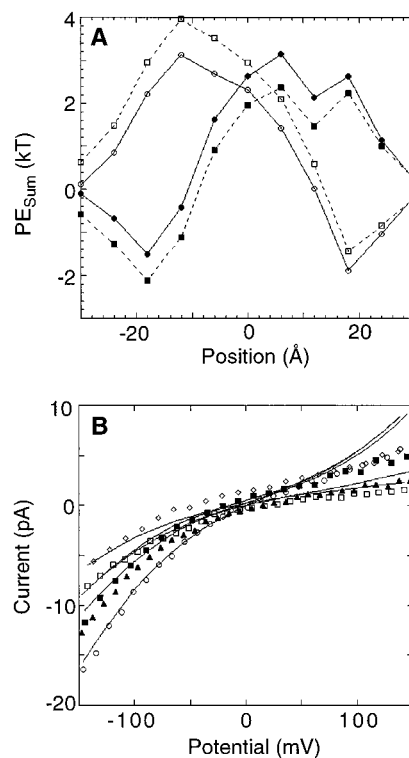 A
4
2
0
-2
PE_Sum (kT)
-20 0 20
Position (Å)
B
10
0
-10
-20
Current (pA)
-100 0 100
Potential (mV)